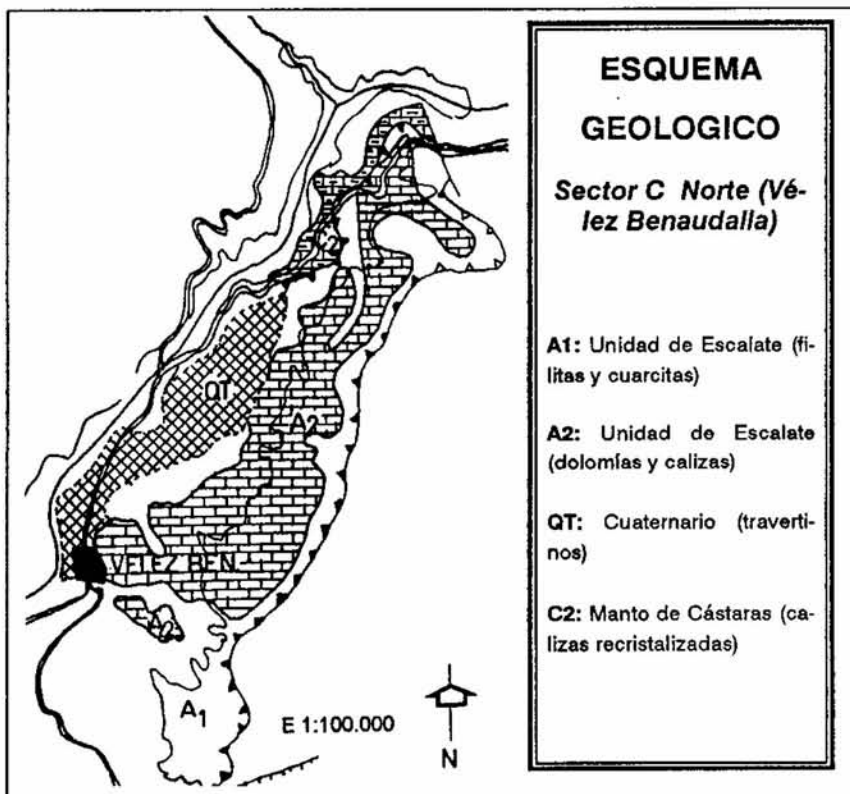 ESQUEMA
GEOLOGICO
Sector C Norte (Vé-
lez Benaudalla)
A1: Unidad de Escalate (fi-
litas y cuarcitas)
A2: Unidad de Escalate
(dolomías y calizas)
QT: Cuaternario (traverti-
nos)
C2: Manto de Cástaras (ca-
lizas recristalizadas)
C2
QT
A2
VELEZ BEN.
A2
A1
E 1:100.000
N